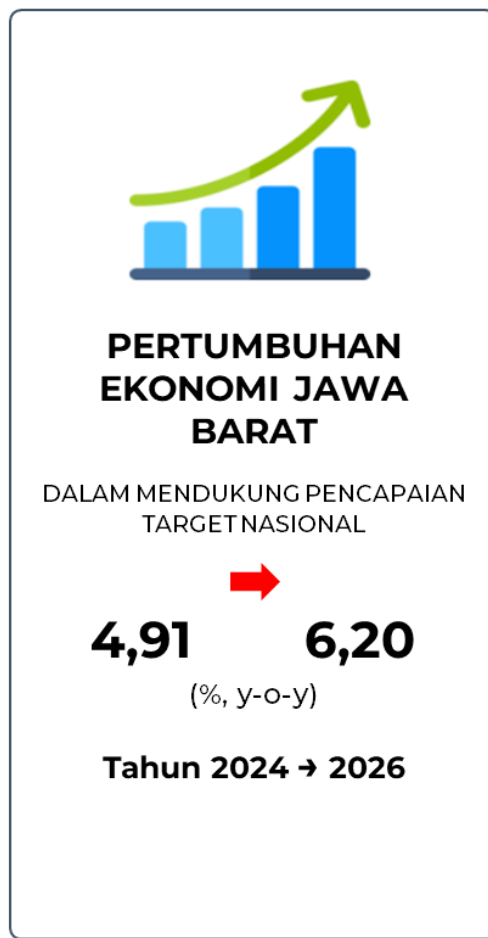 PERTUMBUHAN
EKONOMI JAWA
BARAT
DALAM MENDUKUNG PENCAPAIAN
TARGET NASIONAL
4,91 6,20
(%, y-o-y)
Tahun 2024 → 2026